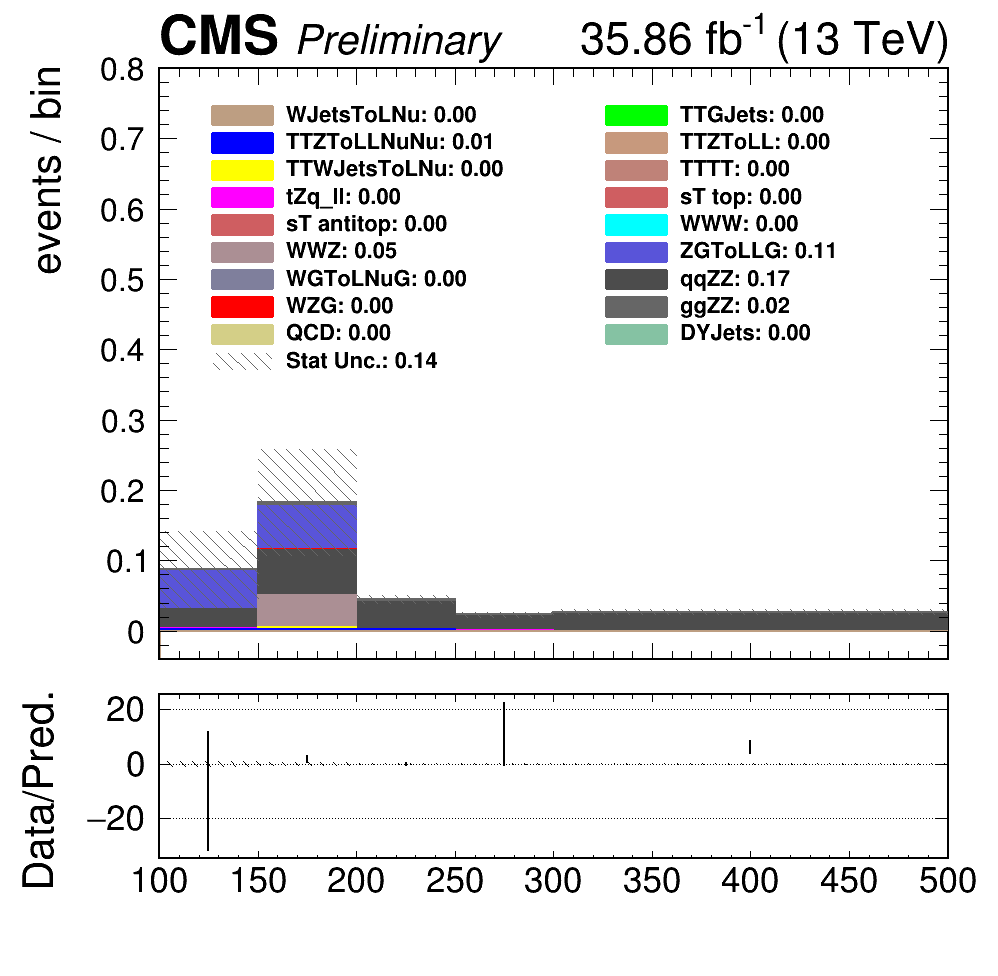 CMS Preliminary 35.86 fb-1 (13 TeV)
events / bin
0.8
0.7
0.6
0.5
0.4
0.3
0.2
0.1
0
WJetsToLNu: 0.00 TTGJets: 0.00
TTZToLLNuNu: 0.01 TTZToLL: 0.00
TTWJetsToLNu: 0.00 TTTT: 0.00
tZq_ll: 0.00 sT top: 0.00
sT antitop: 0.00 WWW: 0.00
WWZ: 0.05 ZGToLLG: 0.11
WGToLNuG: 0.00 qqZZ: 0.17
WZG: 0.00 ggZZ: 0.02
QCD: 0.00 DYJets: 0.00
Stat Unc.: 0.14
Data/Pred.
20
0
−20
100 150 200 250 300 350 400 450 500